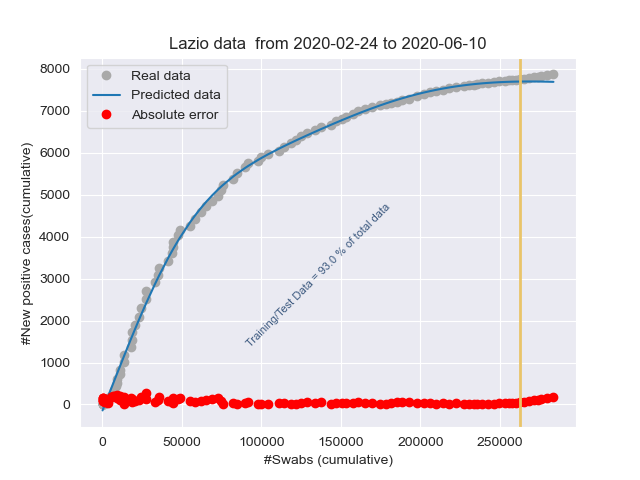 Lazio data  from 2020-02-24 to 2020-06-10
Real data
Predicted data
Absolute error
8000
7000
6000
5000
4000
3000
2000
1000
0
#New positive cases(cumulative)
Training/Test Data = 93.0 % of total data
0
50000
100000
150000
200000
250000
#Swabs (cumulative)